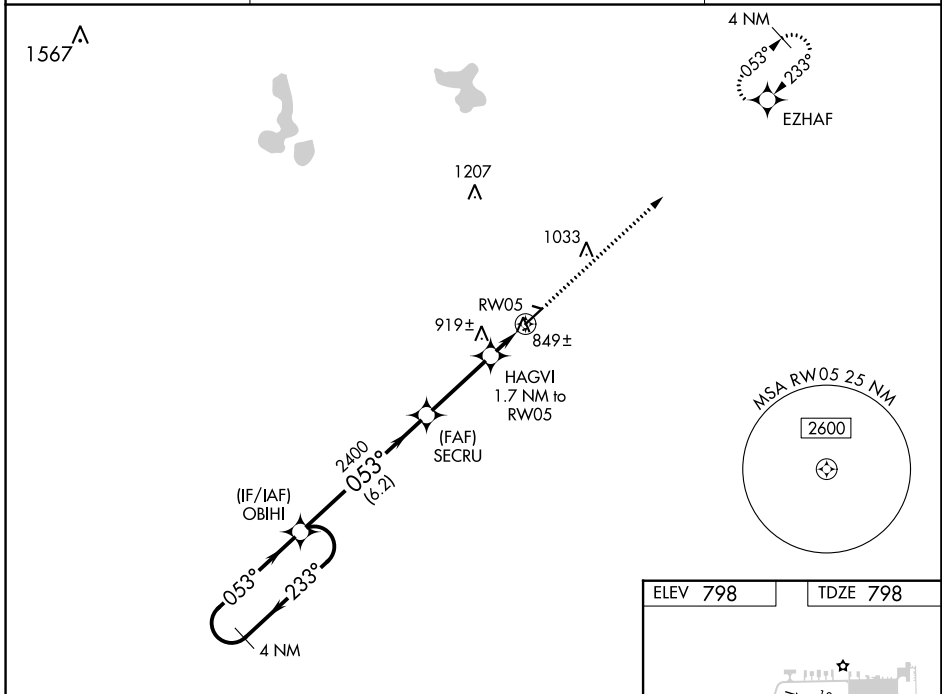 1567
4 NM
053°
233°
EZHAF
1207
1033
RW05
919±
849±
HAGVI
1.7 NM to
RW05
(FAF)
SECRU
2400
053°
(6.2)
(IF/IAF)
OBIHI
053°
233°
4 NM
MSA RW05 25 NM
2600
ELEV 798
TDZE 798